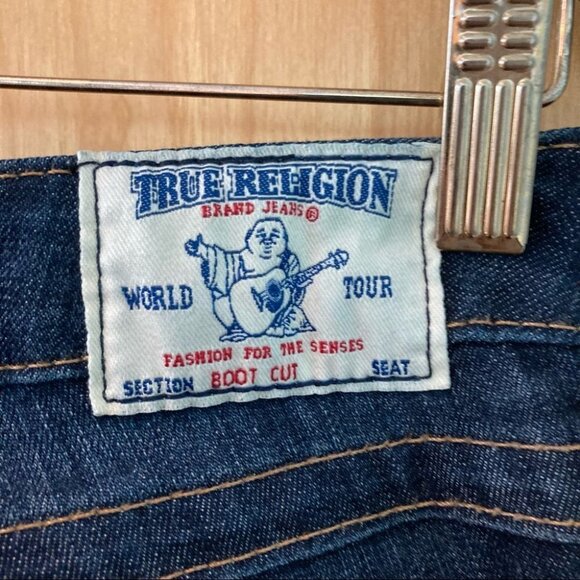 TRUE RELIGION
BRAND JEANS®
WORLD TOUR
FASHION FOR THE SENSES
SECTION BOOT CUT SEAT